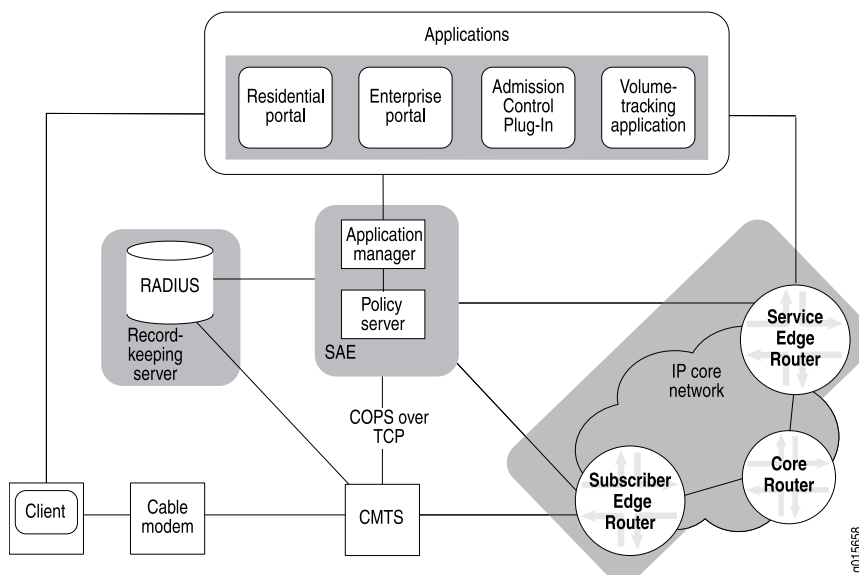 Applications
Residential
portal
Enterprise
portal
Admission
Control
Plug-In
Volume-
tracking
application
Application
manager
RADIUS
Policy
server
Record-
keeping
server
SAE
Service
Edge
Router
IP core
network
COPS over
TCP
Client
Cable
modem
CMTS
Subscriber
Edge
Router
Core
Router
g015658